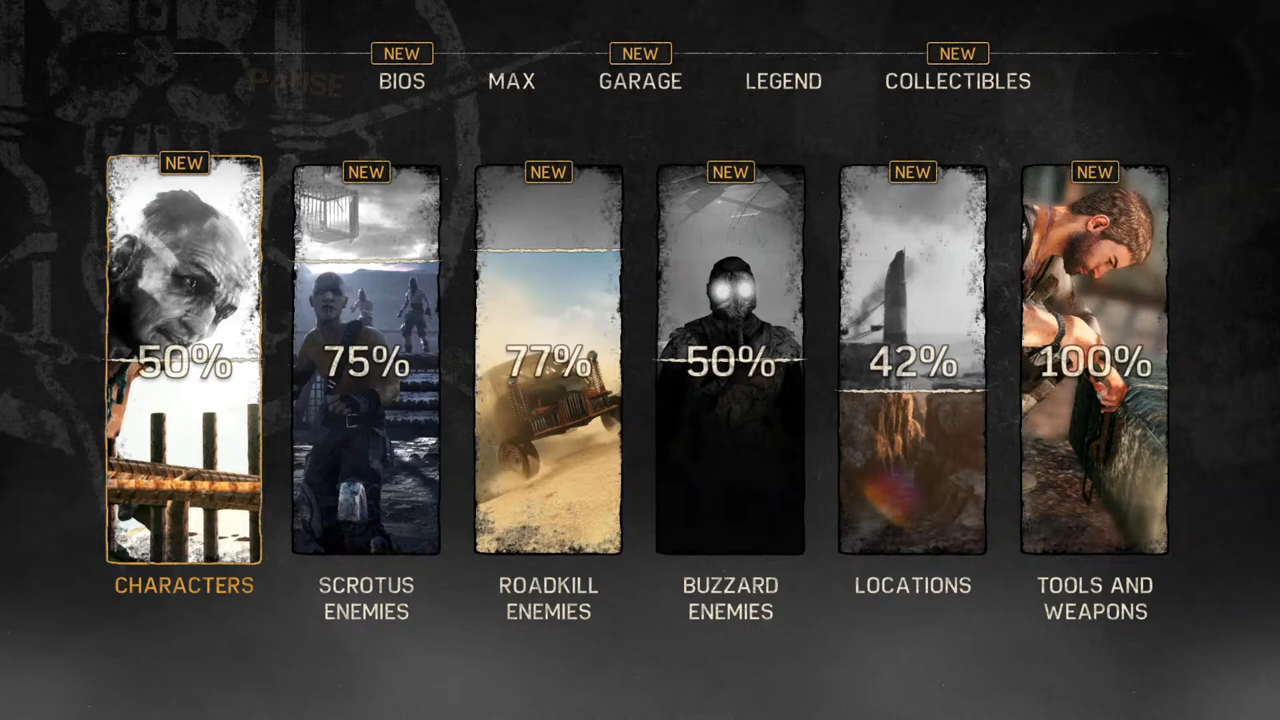 NEW NEW NEW
PAUSE BIOS MAX GARAGE LEGEND COLLECTIBLES
NEW NEW NEW NEW NEW NEW
50% 75% 77% 50% 42% 100%
CHARACTERS SCROTUS ROADKILL BUZZARD LOCATIONS TOOLS AND
ENEMIES ENEMIES ENEMIES WEAPONS